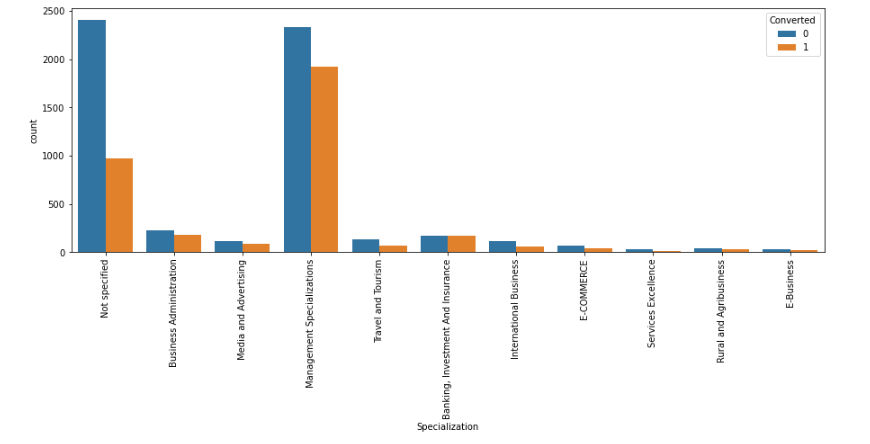 2500
2000
1500
1000
500
0
count
Converted
0
1
Not specified
Business Administration
Media and Advertising
Management Specializations
Travel and Tourism
Banking, Investment And Insurance
International Business
E-COMMERCE
Services Excellence
Rural and Agribusiness
E-Business
Specialization